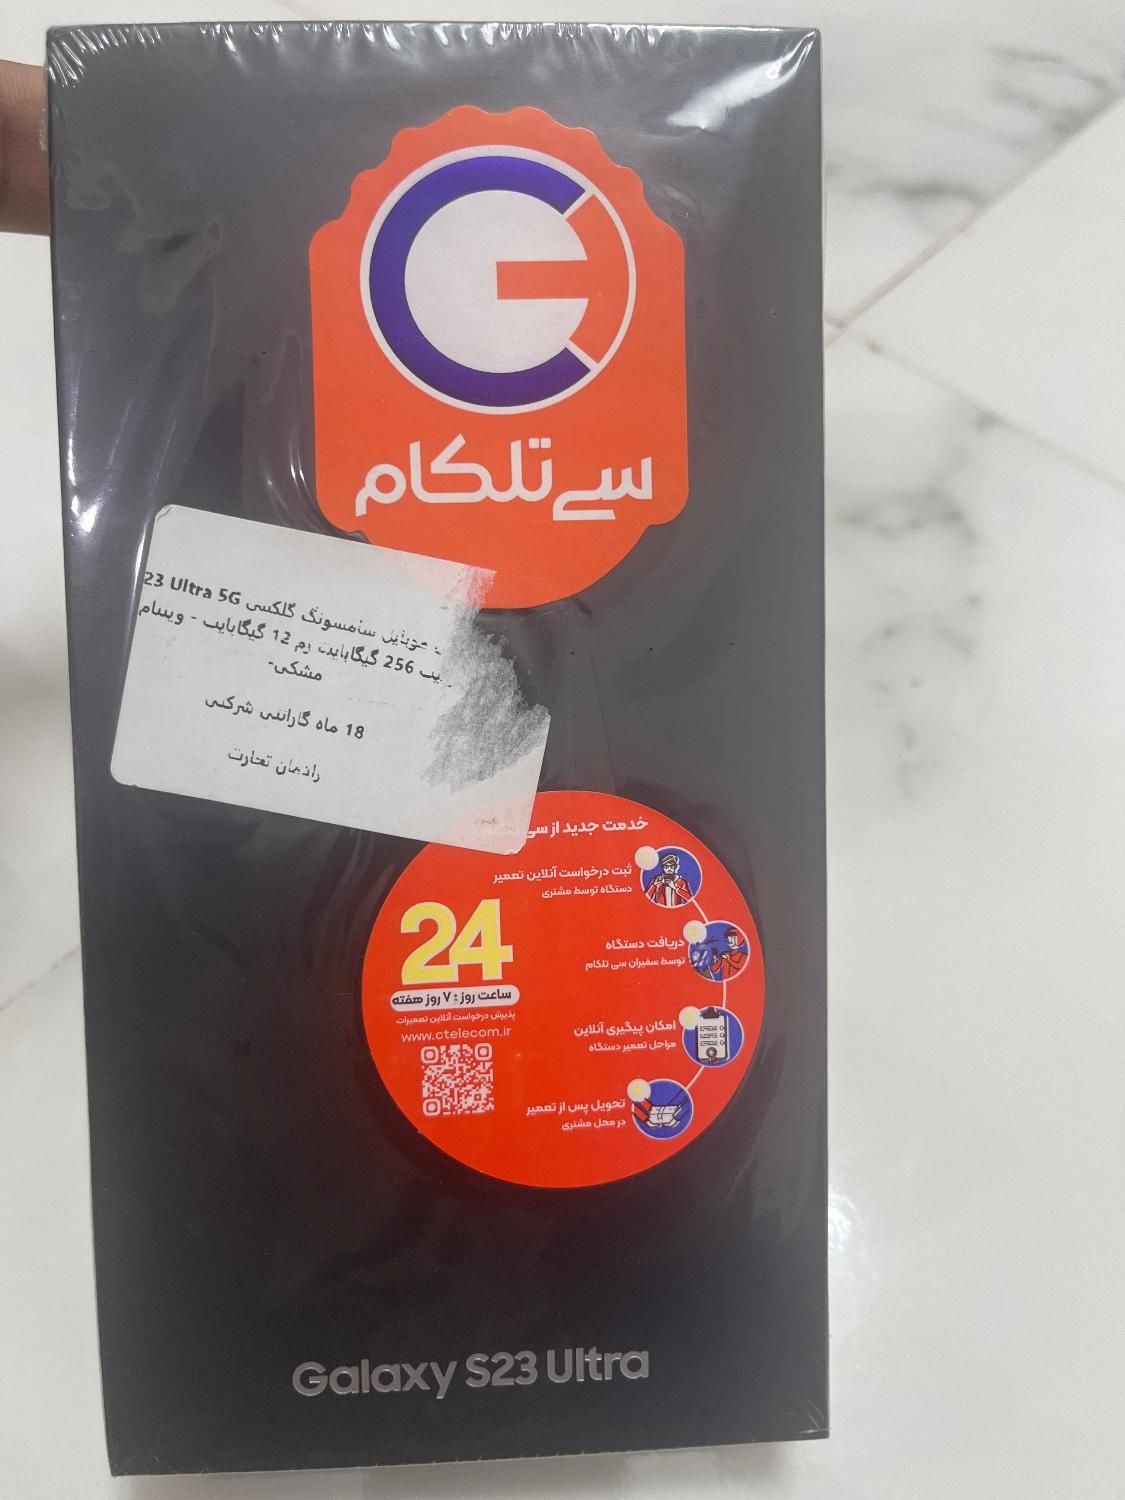 سی‌تلکام
23 Ultra 5G موبایل سامسونگ گلکسی
256 گیگابایت رم 12 گیگابایت - ویتنام
مشکی-
18 ماه گارانتی شرکتی
تجارت
خدمت جدید از سی
1
ثبت درخواست آنلاین تعمیر
دستگاه توسط مشتری
دریافت دستگاه
توسط سفیران سی تلکام
امکان پیگیری آنلاین
مراحل تعمیر دستگاه
تحویل پس از تعمیر
در محل مشتری
24
ساعت روز : ۷ روز هفته
پذیرش درخواست آنلاین تعمیرات
www.ctelecom.ir
Galaxy S23 Ultra